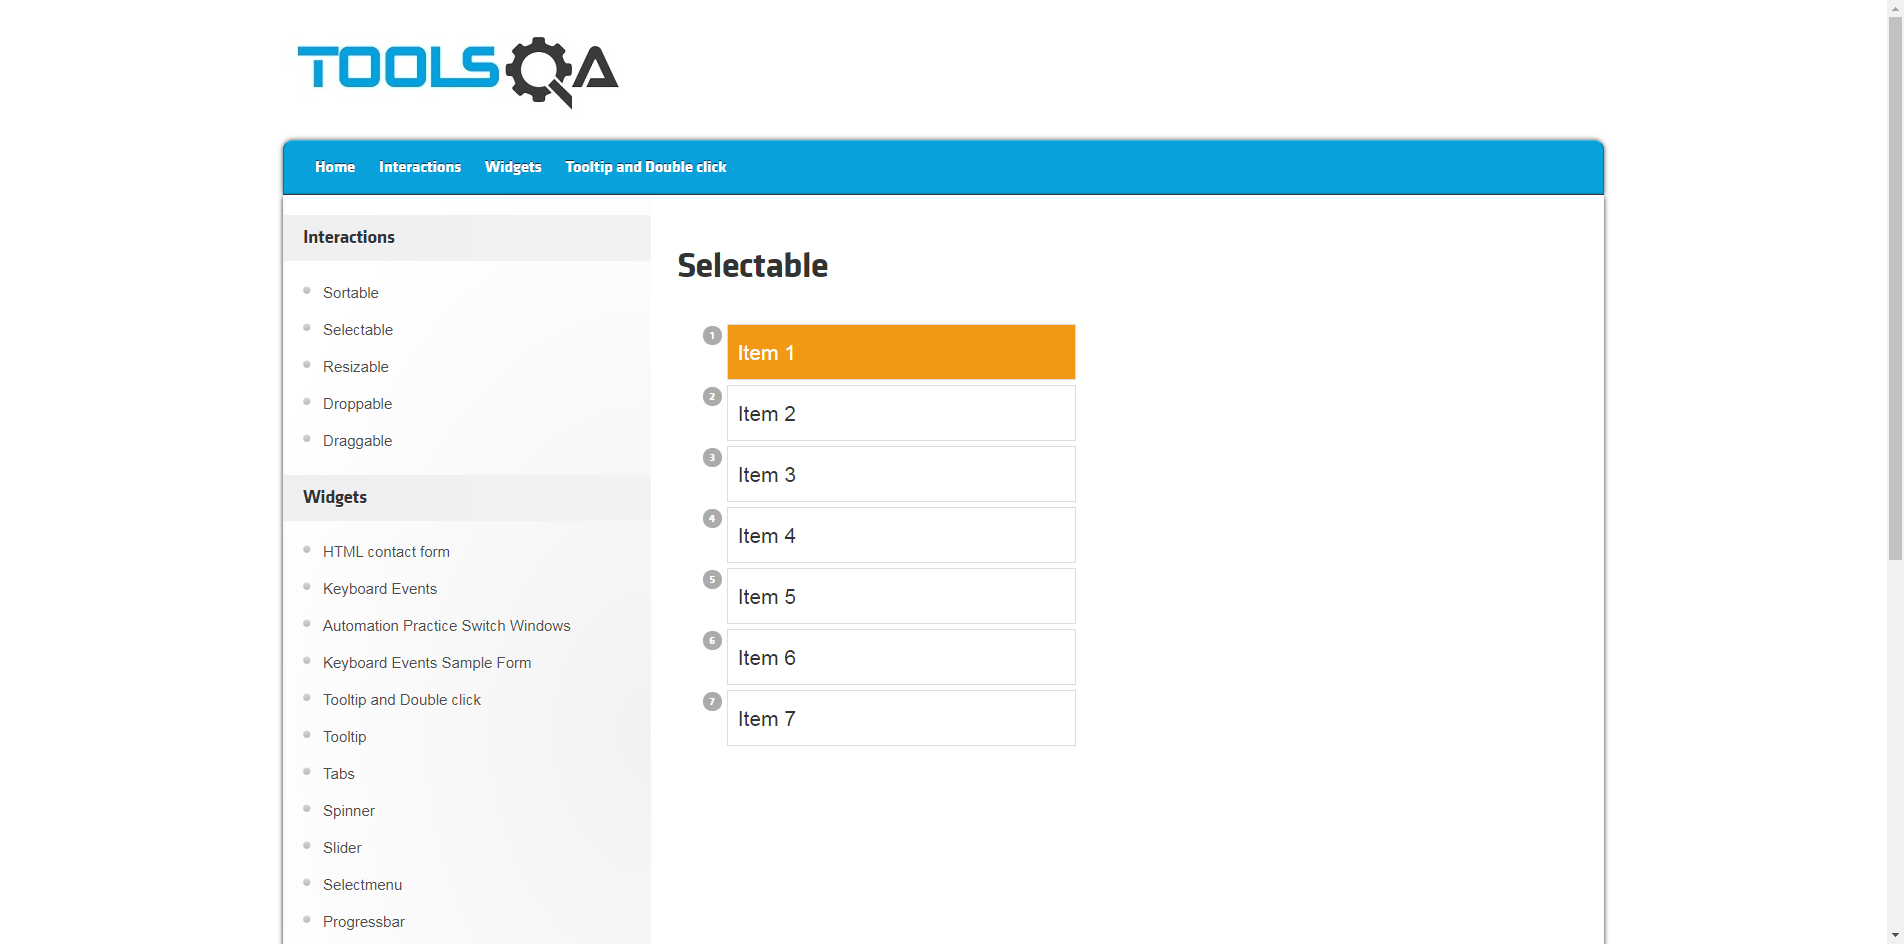 TOOLSQA
Home Interactions Widgets Tooltip and Double click
Interactions
Sortable
Selectable
Resizable
Droppable
Draggable
Widgets
HTML contact form
Keyboard Events
Automation Practice Switch Windows
Keyboard Events Sample Form
Tooltip and Double click
Tooltip
Tabs
Spinner
Slider
Selectmenu
Progressbar
Selectable
1 Item 1
2 Item 2
3 Item 3
4 Item 4
5 Item 5
6 Item 6
7 Item 7